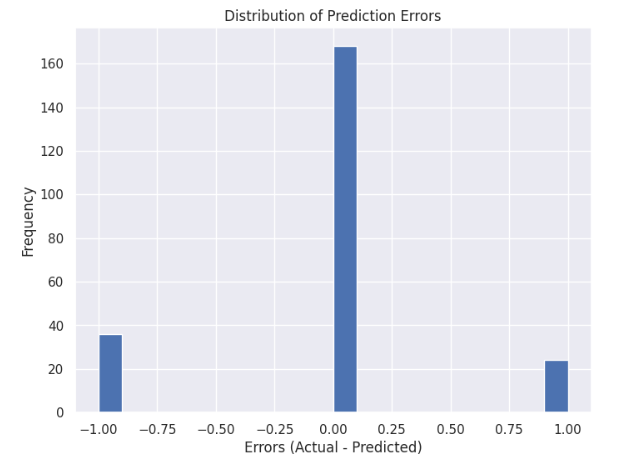 Distribution of Prediction Errors
160
140
120
100
80
60
40
20
0
Frequency
−1.00 −0.75 −0.50 −0.25 0.00 0.25 0.50 0.75 1.00
Errors (Actual - Predicted)